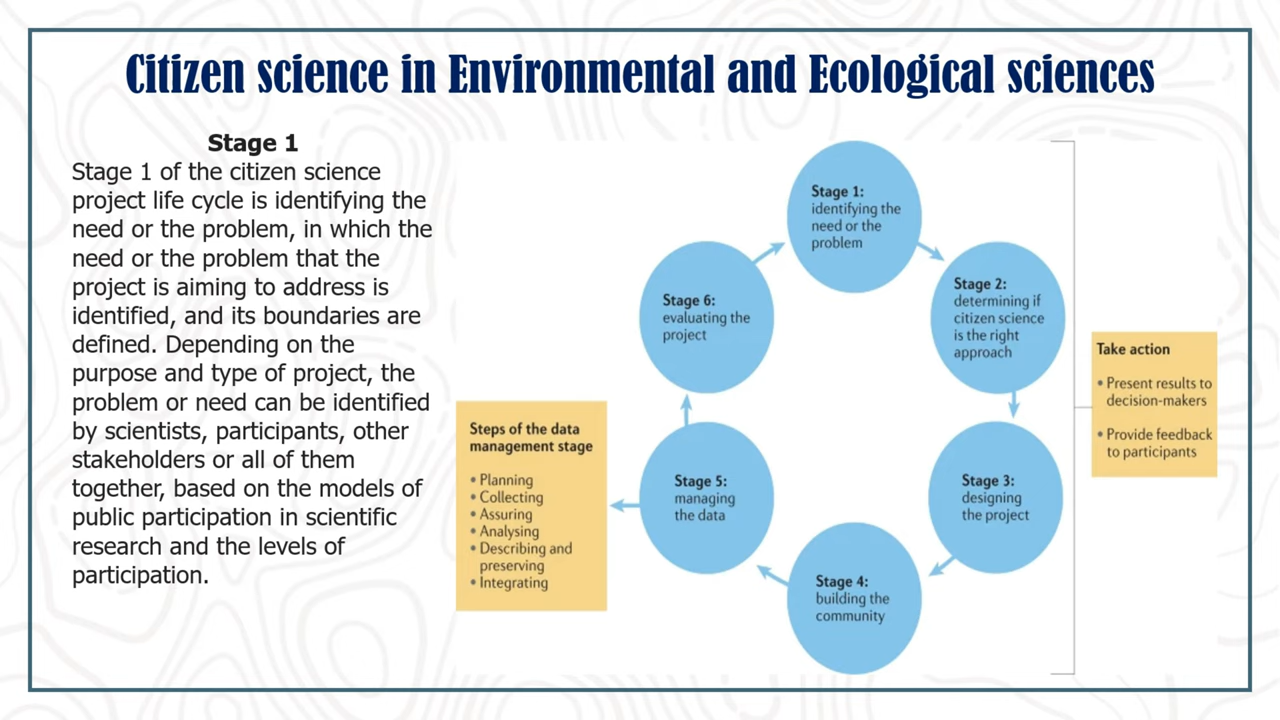 Citizen science in Environmental and Ecological sciences
Stage 1
Stage 1 of the citizen science
project life cycle is identifying the
need or the problem, in which the
need or the problem that the
project is aiming to address is
identified, and its boundaries are
defined. Depending on the
purpose and type of project, the
problem or need can be identified
by scientists, participants, other
stakeholders or all of them
together, based on the models of
public participation in scientific
research and the levels of
participation.
Stage 1:
identifying the
need or the
problem
Stage 2:
determining if
citizen science
is the right
approach
Stage 3:
designing
the project
Stage 4:
building the
community
Stage 5:
managing
the data
Stage 6:
evaluating the
project
Steps of the data
management stage
• Planning
• Collecting
• Assuring
• Analysing
• Describing and
preserving
• Integrating
Take action
• Present results to
decision-makers
• Provide feedback
to participants